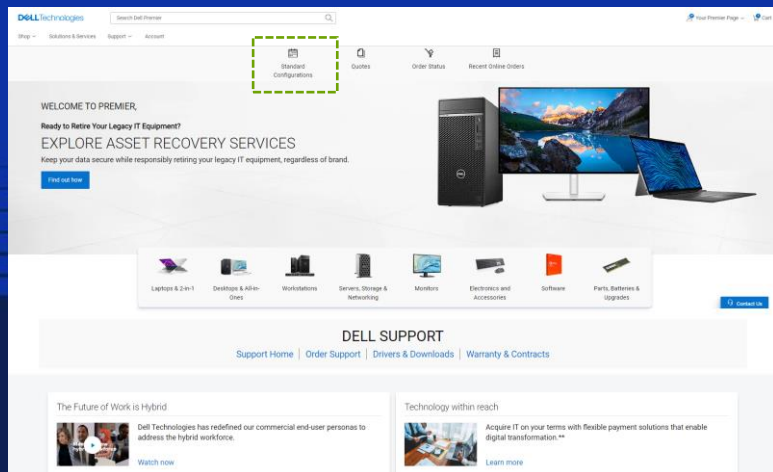 DELLTechnologies
Search Dell Premier
Your Premier Page
Cart
Shop
Solutions & Services
Support
Account
Standard
Configurations
Quotes
Order Status
Recent Online Orders
WELCOME TO PREMIER,
Ready to Retire Your Legacy IT Equipment?
EXPLORE ASSET RECOVERY SERVICES
Keep your data secure while responsibly retiring your legacy IT equipment, regardless of brand.
Find out how
Laptops & 2-in-1
Desktops & All-in-
Ones
Workstations
Servers, Storage &
Networking
Monitors
Electronics and
Accessories
Software
Parts, Batteries &
Upgrades
Contact Us
DELL SUPPORT
Support Home | Order Support | Drivers & Downloads | Warranty & Contracts
The Future of Work is Hybrid
Dell Technologies has redefined our commercial end-user personas to
address the hybrid workforce.
Watch now
Technology within reach
Acquire IT on your terms with flexible payment solutions that enable
digital transformation.**
Learn more